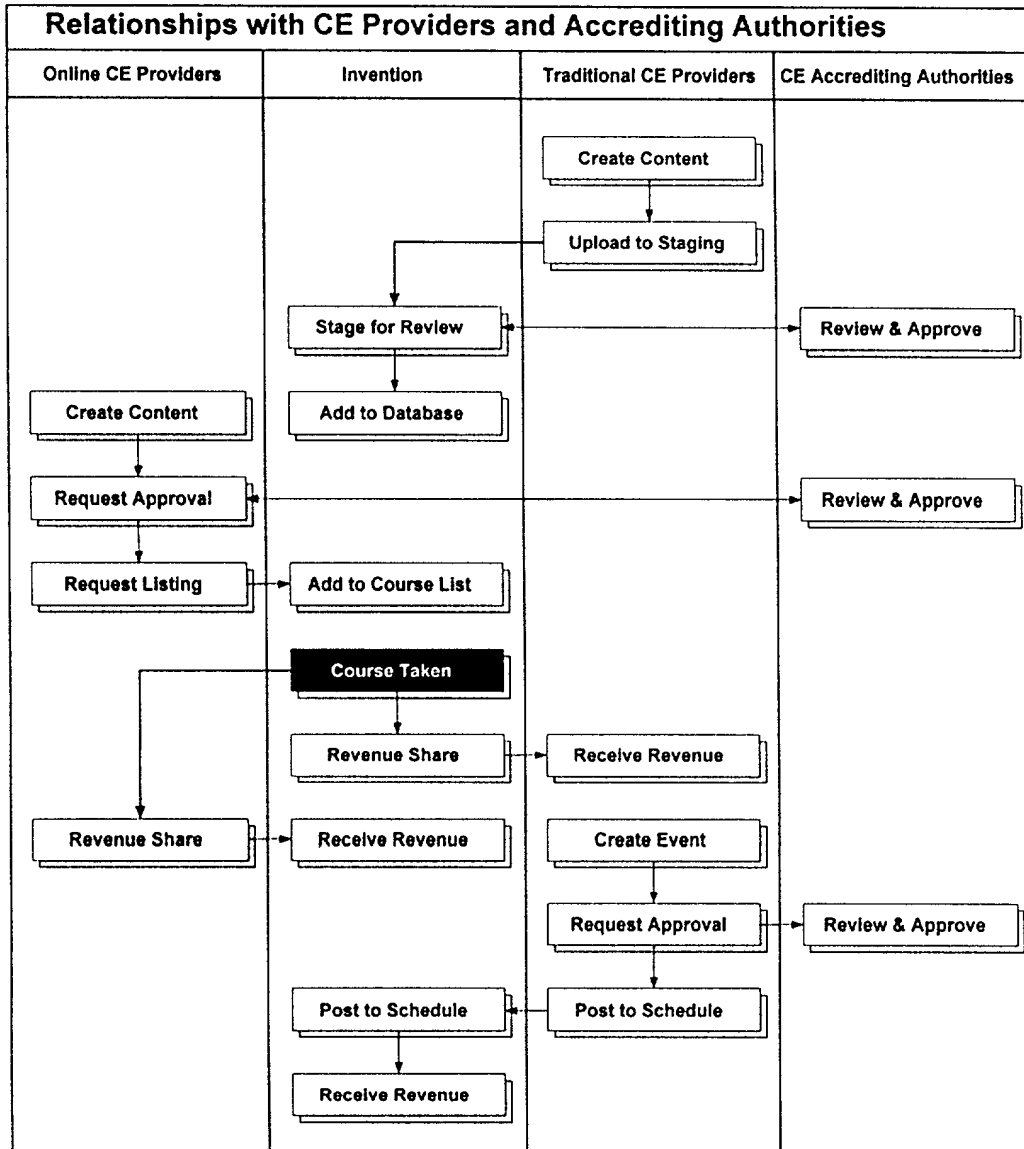 Relationships with CE Providers and Accrediting Authorities
Online CE Providers
Invention
Traditional CE Providers
CE Accrediting Authorities
Create Content
Upload to Staging
Stage for Review
Review & Approve
Create Content
Add to Database
Request Approval
Review & Approve
Request Listing
Add to Course List
Course Taken
Revenue Share
Receive Revenue
Revenue Share
Receive Revenue
Create Event
Request Approval
Review & Approve
Post to Schedule
Post to Schedule
Receive Revenue